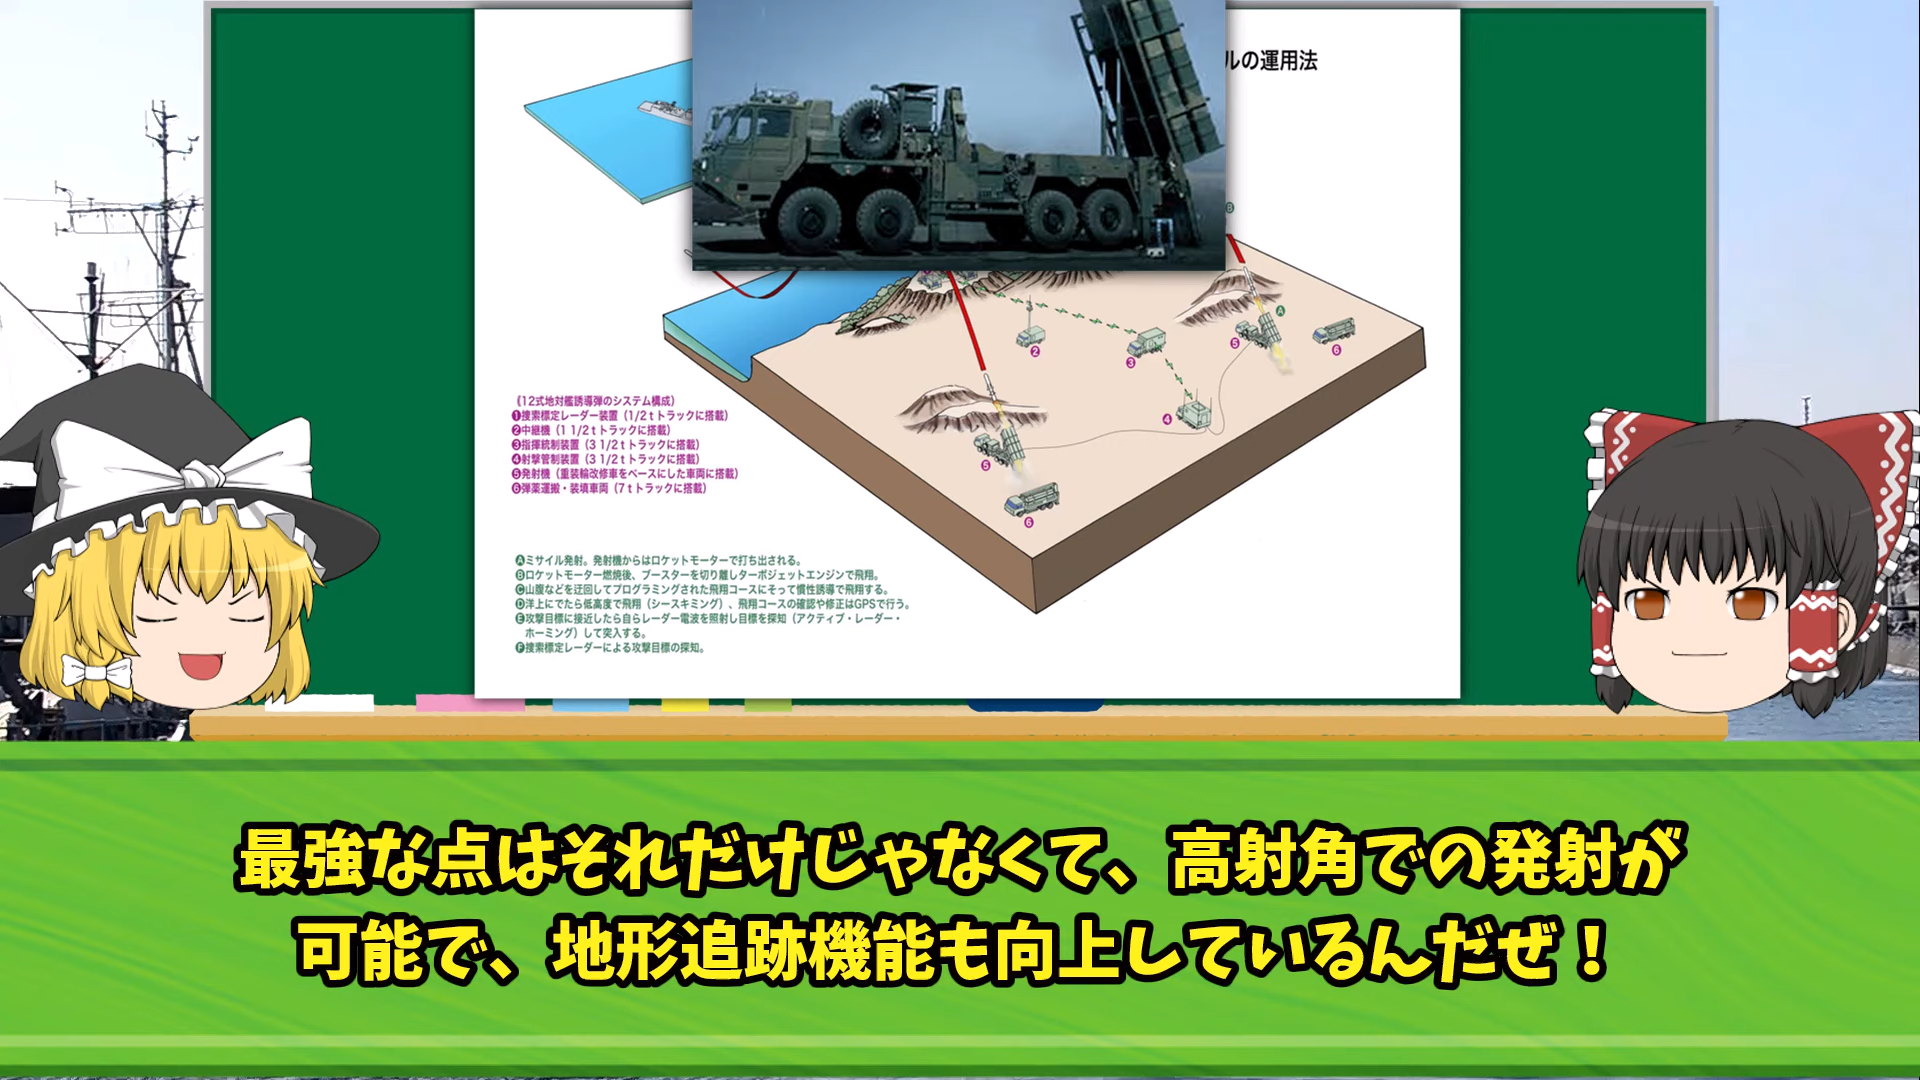 ルの運用法
B
A
5
6
2
3
4
5
6
《12式地対艦誘導弾のシステム構成》
❶捜索標定レーダー装置（1/2ｔトラックに搭載）
❷中継機（1 1/2ｔトラックに搭載）
❸指揮統制装置（3 1/2ｔトラックに搭載）
❹射撃管制装置（3 1/2ｔトラックに搭載）
❺発射機（重装輪改修車をベースにした車両に搭載）
❻弾薬運搬・装填車両（7ｔトラックに搭載）
Ⓐミサイル発射。発射機からはロケットモーターで打ち出される。
Ⓑロケットモーター燃焼後、ブースターを切り離しターボジェットエンジンで飛翔。
Ⓒ山腹などを迂回してプログラミングされた飛翔コースにそって慣性誘導で飛翔する。
Ⓓ洋上にでたら低高度で飛翔（シースキミング）、飛翔コースの確認や修正はGPSで行う。
Ⓔ攻撃目標に接近したら自らレーダー電波を照射し目標を探知（アクティブ・レーダー・
ホーミング）して突入する。
Ⓕ捜索標定レーダーによる攻撃目標の探知。
最強な点はそれだけじゃなくて、高射角での発射が
可能で、地形追跡機能も向上しているんだぜ！